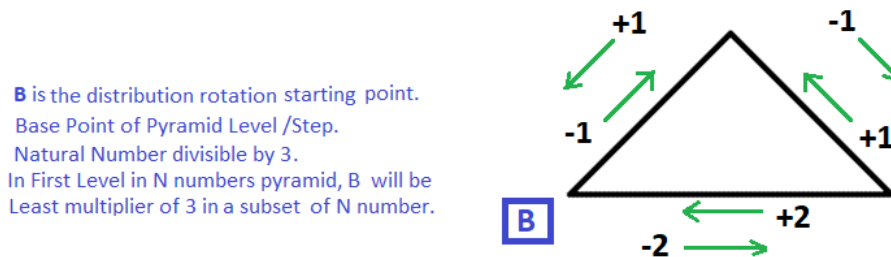 B is the distribution rotation starting point.
Base Point of Pyramid Level /Step.
Natural Number divisible by 3.
In First Level in N numbers pyramid, B will be
Least multiplier of 3 in a subset of N number.
+1
-1
-1
+1
B
+2
-2